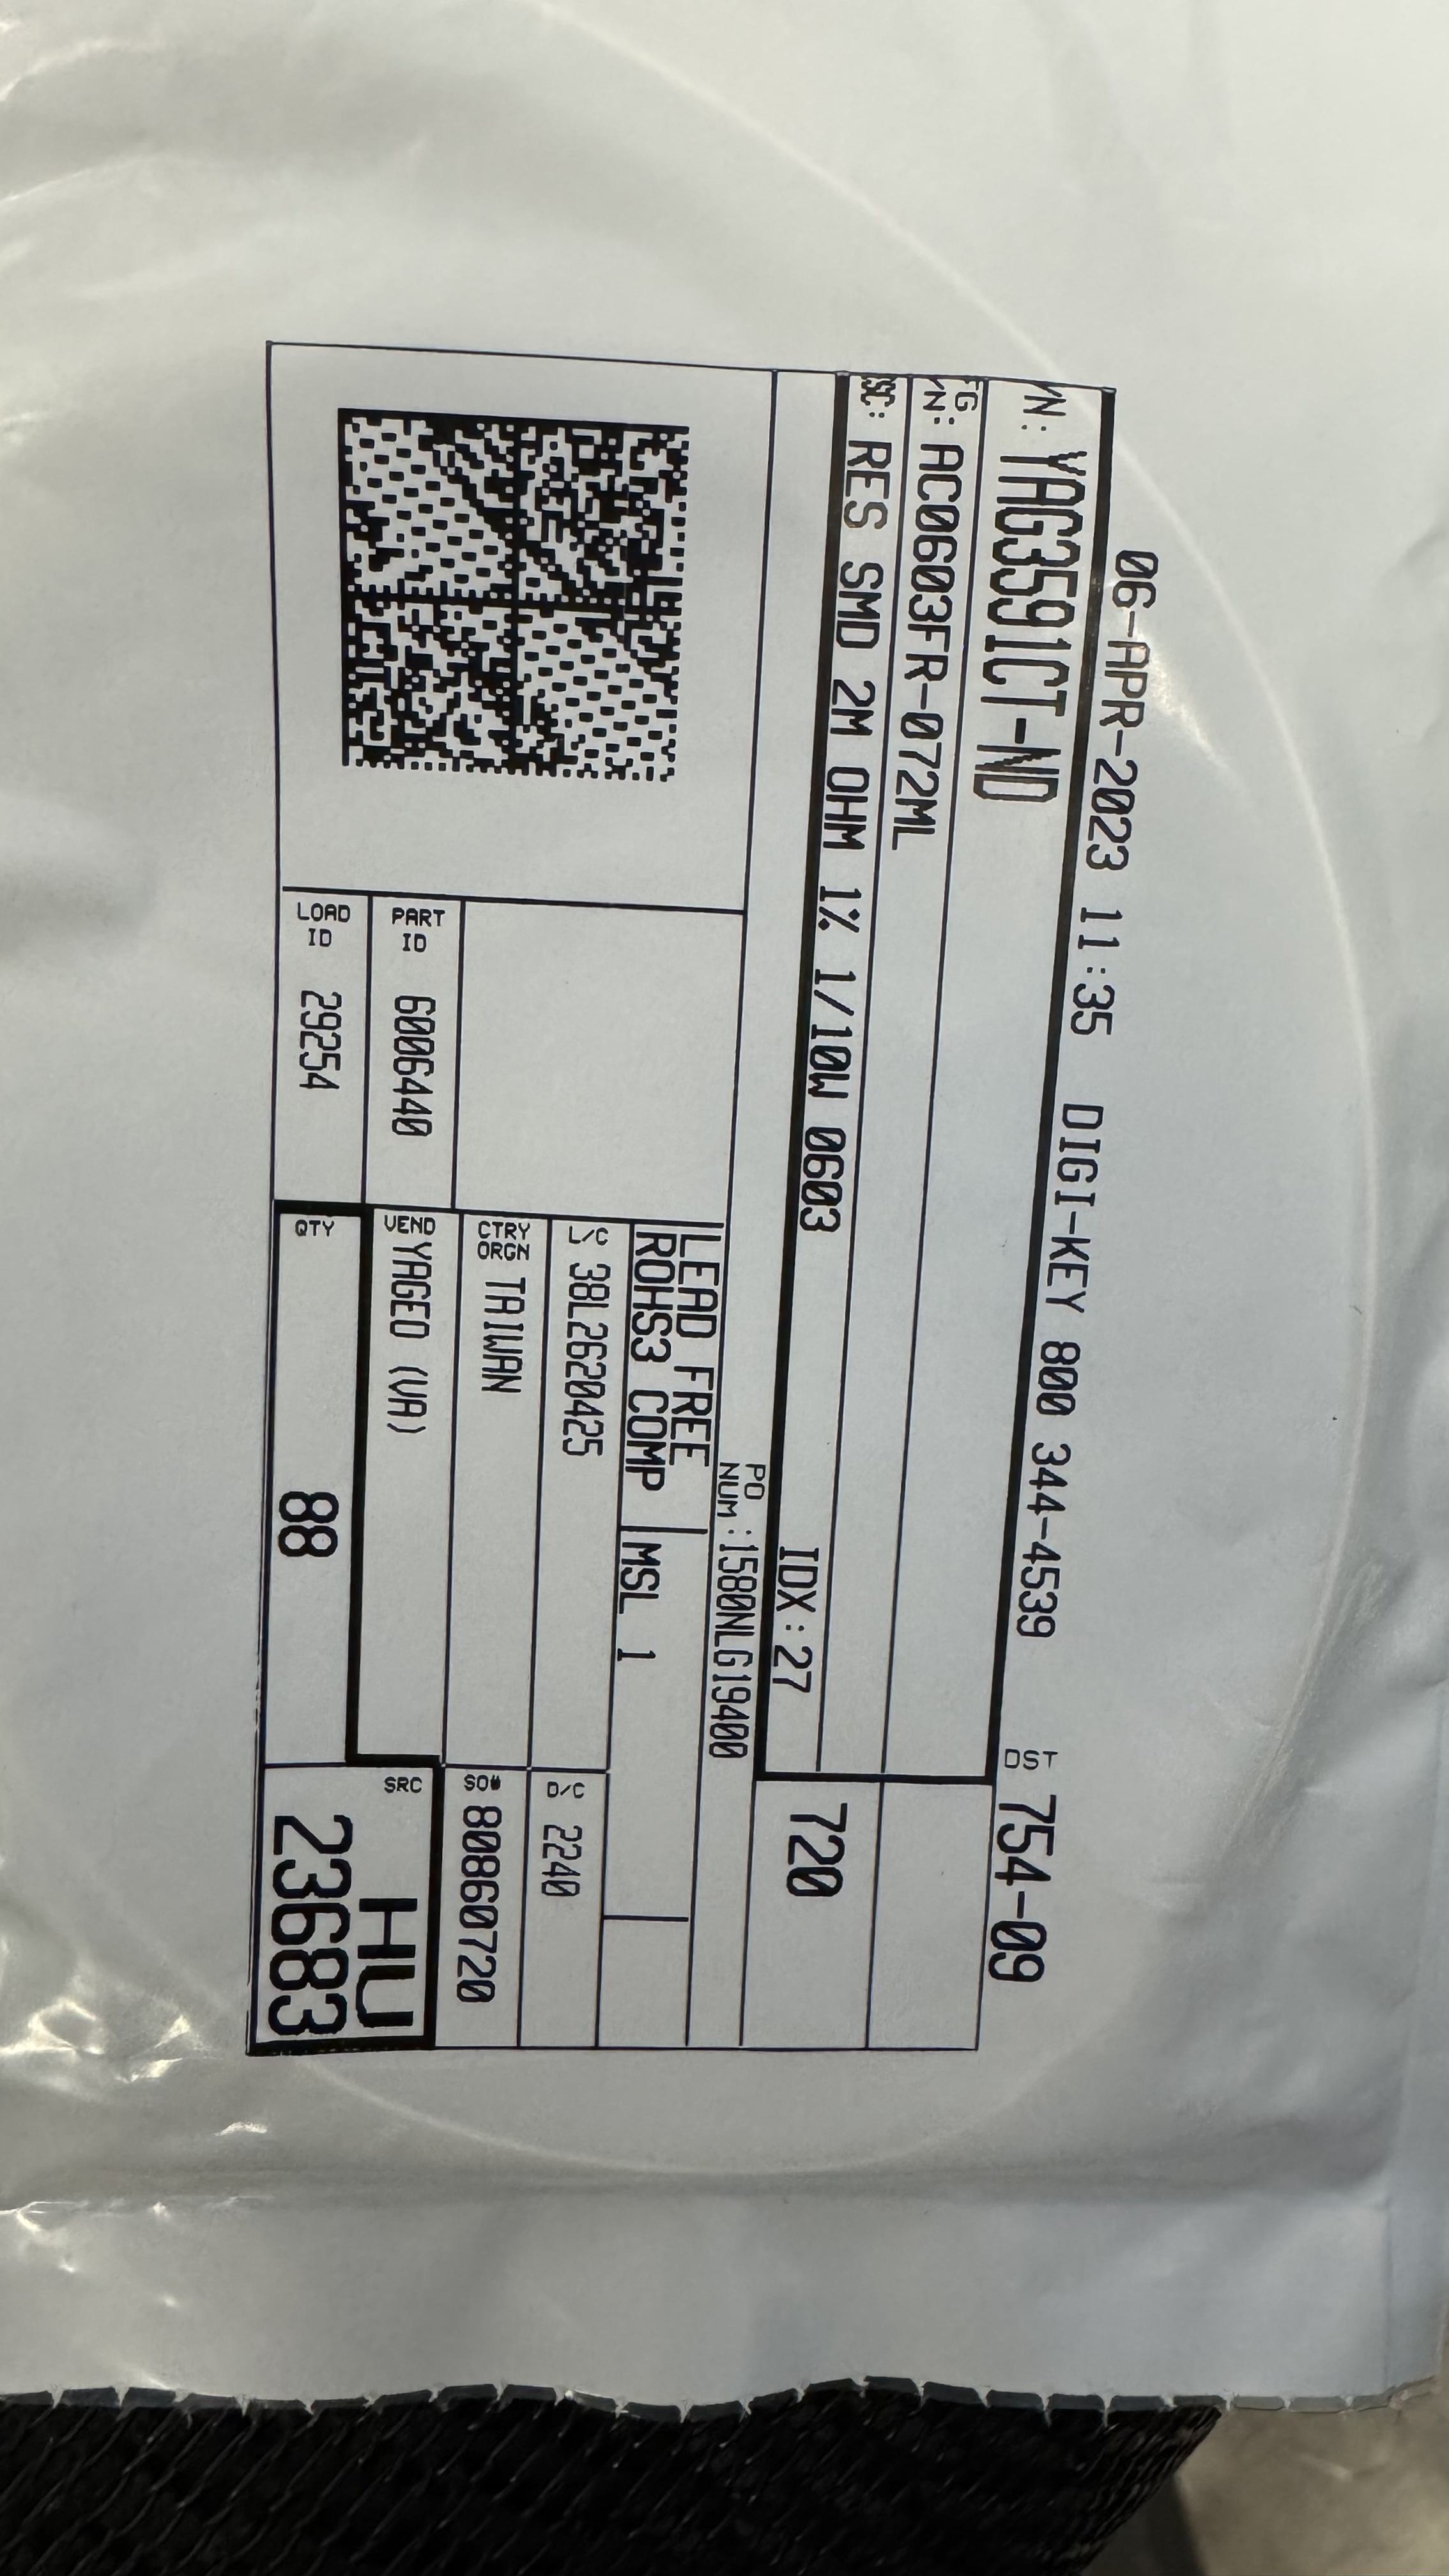 06-APR-2023 11:35 DIGI-KEY 800 344-4539 DST 754-09
/N: YAG3591CT-ND
FG
/N: AC0603FR-072ML
SC: RES SMD 2M OHM 1% 1/10W 0603
IDX:27 720
PO
NUM :1580NLG19400
LEAD FREE
ROHS3 COMP MSL 1
L/C 38L2620425 D/C 2240
CTRY
ORGN TAIWAN SO# 80860720
PART
ID 6006440 VEND YAGEO (VA) SRC HU
LOAD
ID 29254 QTY 88 23683